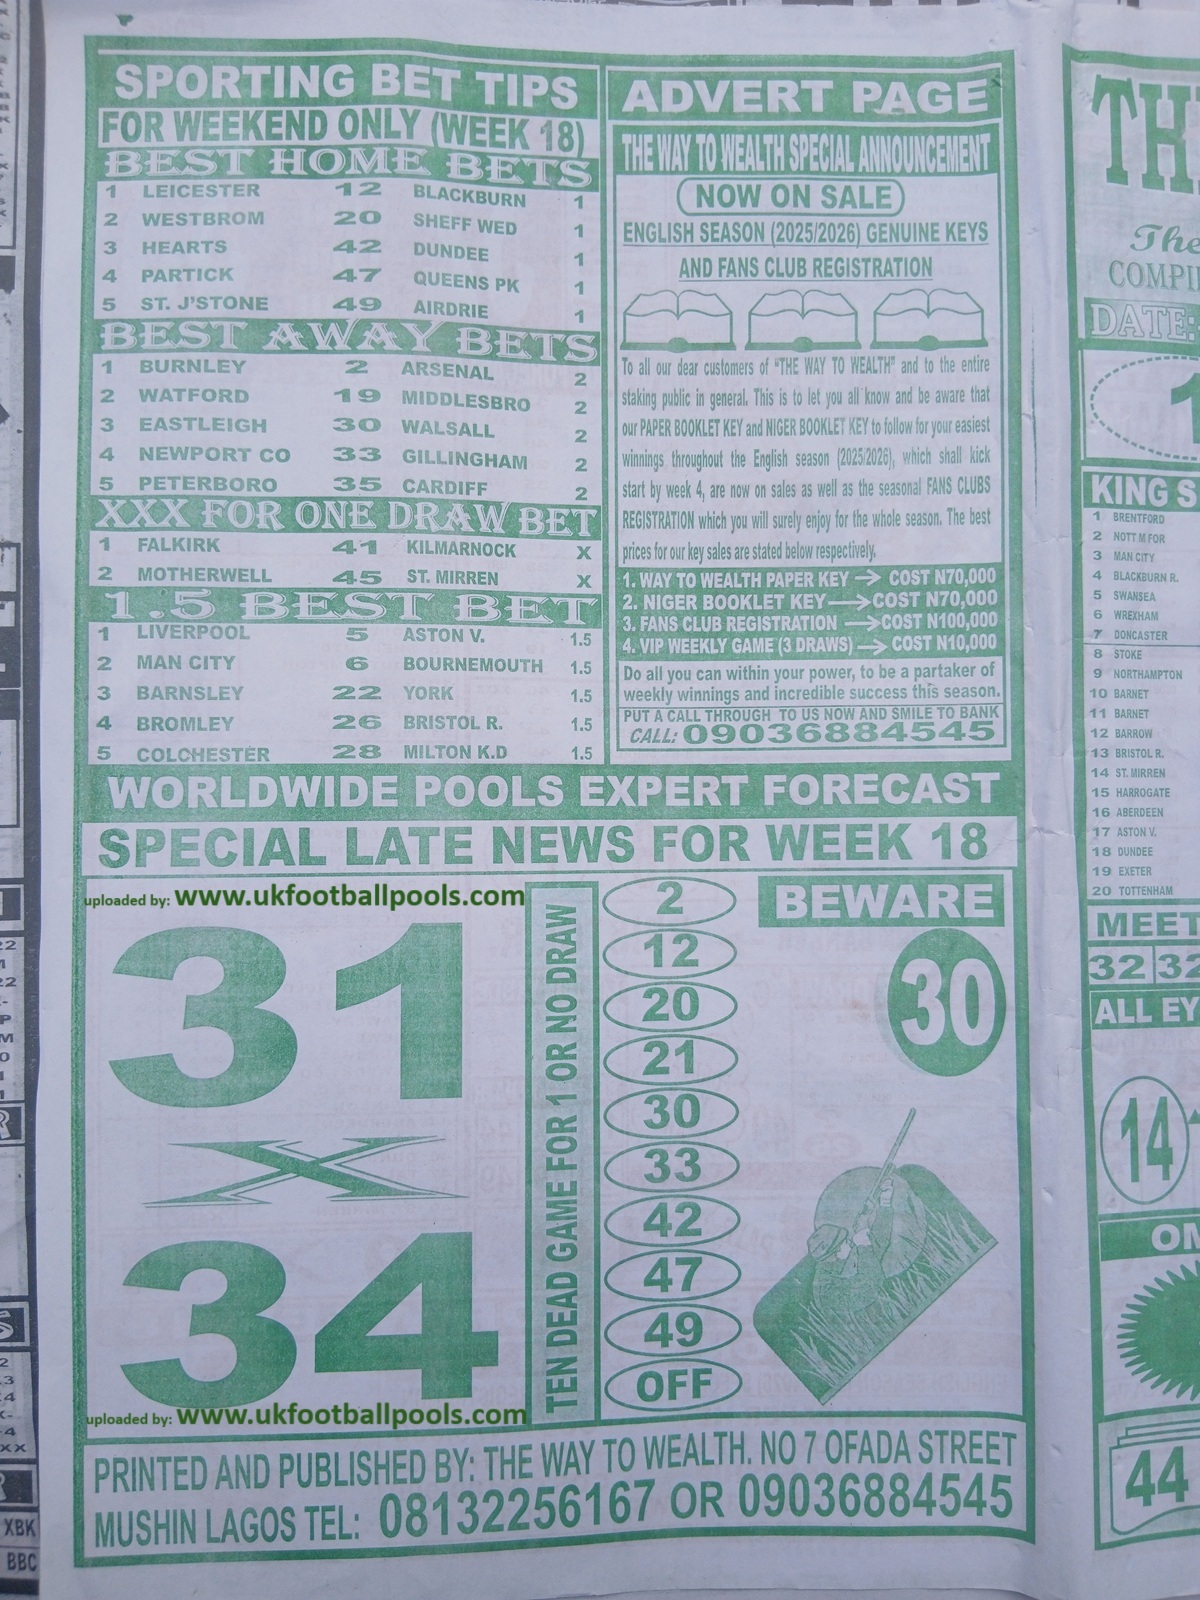 SPORTING BET TIPS
FOR WEEKEND ONLY (WEEK 18)
BEST HOME BETS
1 LEICESTER 12 BLACKBURN 1
2 WESTBROM 20 SHEFF WED 1
3 HEARTS 42 DUNDEE 1
4 PARTICK 47 QUEENS PK 1
5 ST. J'STONE 49 AIRDRIE 1
BEST AWAY BETS
1 BURNLEY 2 ARSENAL 2
2 WATFORD 19 MIDDLESBRO 2
3 EASTLEIGH 30 WALSALL 2
4 NEWPORT CO 33 GILLINGHAM 2
5 PETERBORO 35 CARDIFF 2
XXX FOR ONE DRAW BET
1 FALKIRK 41 KILMARNOCK X
2 MOTHERWELL 45 ST. MIRREN X
1.5 BEST BET
1 LIVERPOOL 5 ASTON V. 1.5
2 MAN CITY 6 BOURNEMOUTH 1.5
3 BARNSLEY 22 YORK 1.5
4 BROMLEY 26 BRISTOL R. 1.5
5 COLCHESTER 28 MILTON K.D 1.5
ADVERT PAGE
THE WAY TO WEALTH SPECIAL ANNOUNCEMENT
NOW ON SALE
ENGLISH SEASON (2025/2026) GENUINE KEYS
AND FANS CLUB REGISTRATION
To all our dear customers of "THE WAY TO WEALTH" and to the entire
staking public in general. This is to let you all know and be aware that
our PAPER BOOKLET KEY and NIGER BOOKLET KEY to follow for your easiest
winnings throughout the English season (2025/2026), which shall kick
start by week 4, are now on sales as well as the seasonal FANS CLUBS
REGISTRATION which you will surely enjoy for the whole season. The best
prices for our key sales are stated below respectively.
1. WAY TO WEALTH PAPER KEY → COST N70,000
2. NIGER BOOKLET KEY → COST N70,000
3. FANS CLUB REGISTRATION → COST N100,000
4. VIP WEEKLY GAME (3 DRAWS) → COST N10,000
Do all you can within your power, to be a partaker of
weekly winnings and incredible success this season.
PUT A CALL THROUGH TO US NOW AND SMILE TO BANK
CALL: 09036884545
WORLDWIDE POOLS EXPERT FORECAST
SPECIAL LATE NEWS FOR WEEK 18
uploaded by: www.ukfootballpools.com
31
X
34
uploaded by: www.ukfootballpools.com
TEN DEAD GAME FOR 1 OR NO DRAW
2
12
20
21
30
33
42
47
49
OFF
BEWARE
30
PRINTED AND PUBLISHED BY: THE WAY TO WEALTH. NO 7 OFADA STREET
MUSHIN LAGOS TEL: 08132256167 OR 09036884545
The
DATE:
KING S
1 BRENTFORD
2 NOTT M FOR
3 MAN CITY
4 BLACKBURN R.
5 SWANSEA
6 WREXHAM
7 DONCASTER
8 STOKE
9 NORTHAMPTON
10 BARNET
11 BARNET
12 BARROW
13 BRISTOL R.
14 ST. MIRREN
15 HARROGATE
16 ABERDEEN
17 ASTON V.
18 DUNDEE
19 EXETER
20 TOTTENHAM
MEET
32 32
ALL EY
14
44
XBK
BBC